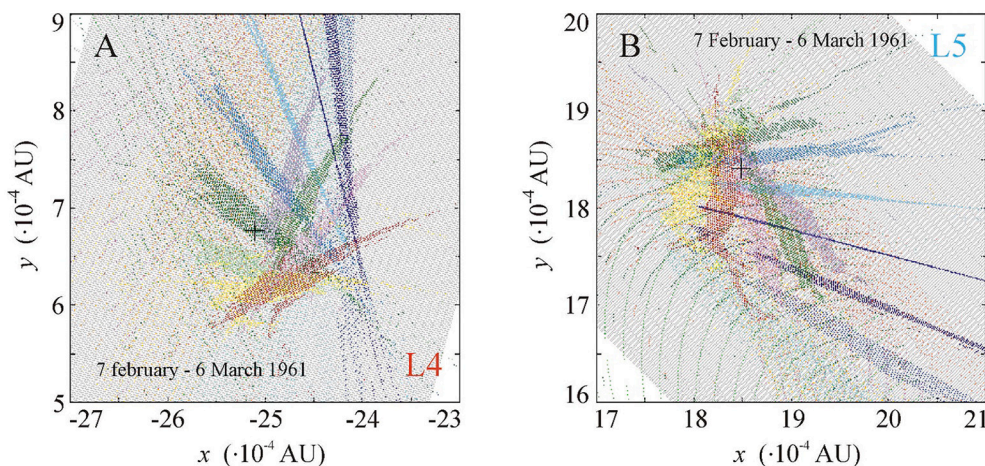 A
7 february - 6 March 1961
L4
9
8
7
6
5
y (·10⁻⁴ AU)
-27 -26 -25 -24 -23
x (·10⁻⁴ AU)
B
7 February - 6 March 1961
L5
20
19
18
17
16
y (·10⁻⁴ AU)
17 18 19 20 21
x (·10⁻⁴ AU)